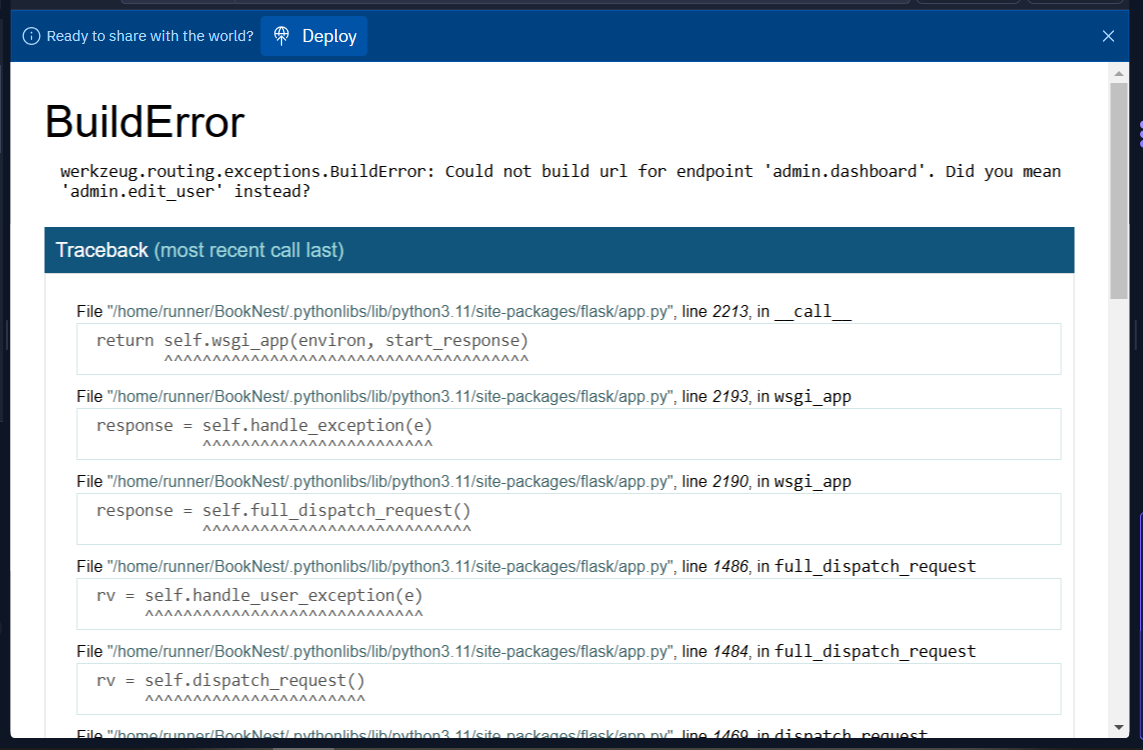 Ready to share with the world? Deploy
BuildError
werkzeug.routing.exceptions.BuildError: Could not build url for endpoint 'admin.dashboard'. Did you mean
'admin.edit_user' instead?
Traceback (most recent call last)
File "/home/runner/BookNest/.pythonlibs/lib/python3.11/site-packages/flask/app.py", line 2213, in __call__
return self.wsgi_app(environ, start_response)
^^^^^^^^^^^^^^^^^^^^^^^^^^^^^^^^^^^^^^
File "/home/runner/BookNest/.pythonlibs/lib/python3.11/site-packages/flask/app.py", line 2193, in wsgi_app
response = self.handle_exception(e)
^^^^^^^^^^^^^^^^^^^^^^^^
File "/home/runner/BookNest/.pythonlibs/lib/python3.11/site-packages/flask/app.py", line 2190, in wsgi_app
response = self.full_dispatch_request()
^^^^^^^^^^^^^^^^^^^^^^^^^^^^
File "/home/runner/BookNest/.pythonlibs/lib/python3.11/site-packages/flask/app.py", line 1486, in full_dispatch_request
rv = self.handle_user_exception(e)
^^^^^^^^^^^^^^^^^^^^^^^^^^^^^
File "/home/runner/BookNest/.pythonlibs/lib/python3.11/site-packages/flask/app.py", line 1484, in full_dispatch_request
rv = self.dispatch_request()
^^^^^^^^^^^^^^^^^^^^^^^
File "/home/runner/BookNest/.pythonlibs/lib/python3.11/site-packages/flask/app.py", line 1469, in dispatch_request